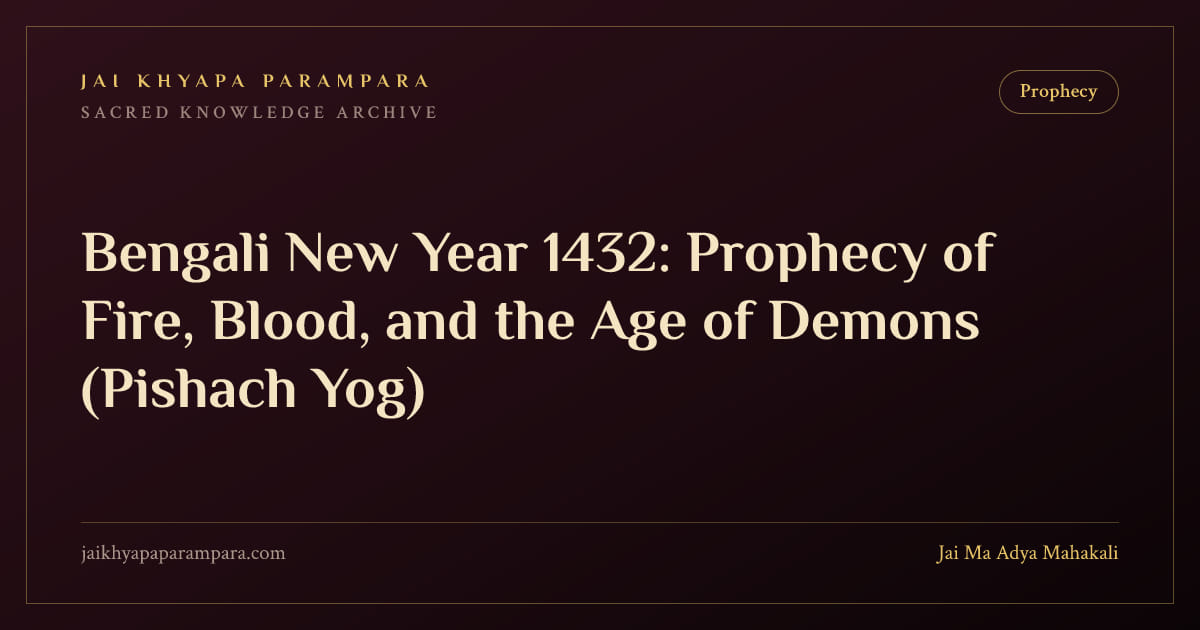 JAI KHYAPA PARAMPARA
SACRED KNOWLEDGE ARCHIVE
Prophecy
Bengali New Year 1432: Prophecy of
Fire, Blood, and the Age of Demons
(Pishach Yog)
jaikhyapaparampara.com
Jai Ma Adya Mahakali